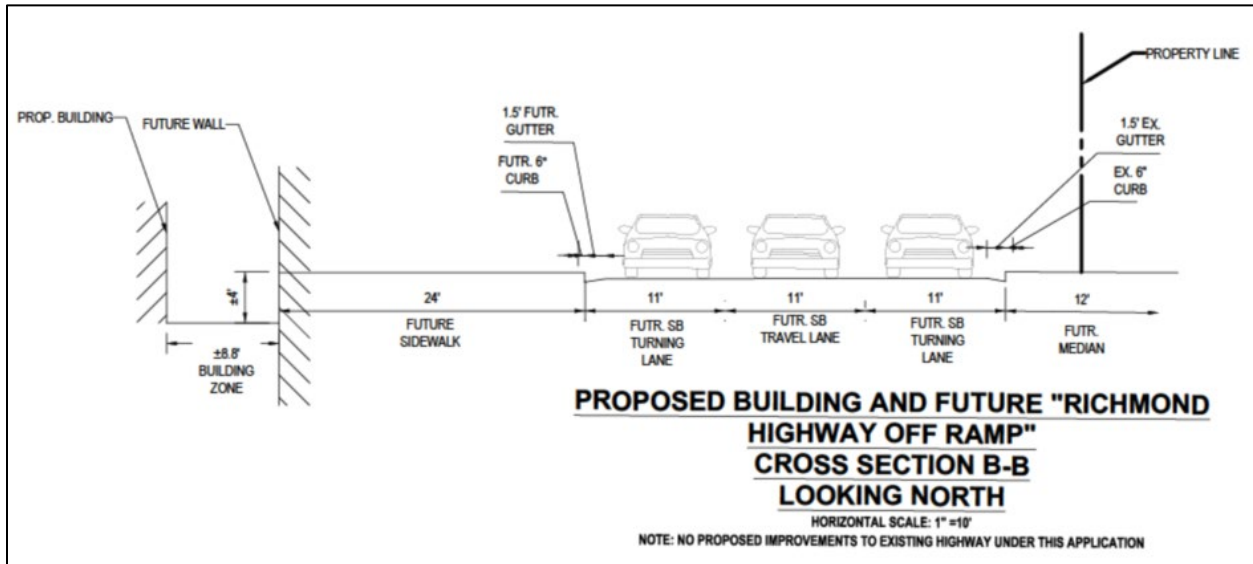 PROPERTY LINE
PROP. BUILDING
FUTURE WALL
1.5' FUTR.
GUTTER
FUTR. 6"
CURB
1.5' EX.
GUTTER
EX. 6"
CURB
±4'
24'
FUTURE
SIDEWALK
11'
FUTR. SB
TURNING
LANE
11'
FUTR. SB
TRAVEL LANE
11'
FUTR. SB
TURNING
LANE
12'
FUTR.
MEDIAN
±8.8'
BUILDING
ZONE
PROPOSED BUILDING AND FUTURE "RICHMOND
HIGHWAY OFF RAMP"
CROSS SECTION B-B
LOOKING NORTH
HORIZONTAL SCALE: 1" =10'
NOTE: NO PROPOSED IMPROVEMENTS TO EXISTING HIGHWAY UNDER THIS APPLICATION